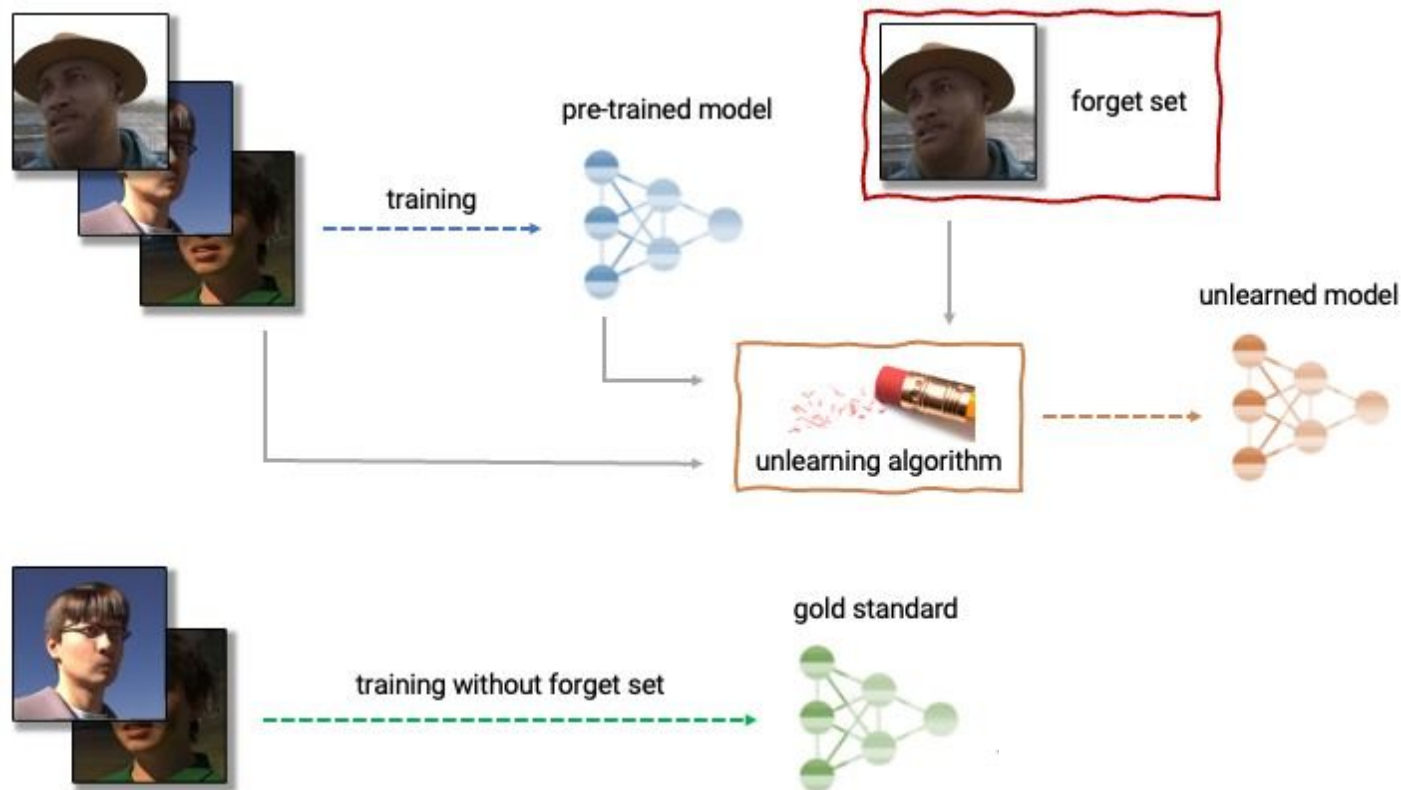 forget set
pre-trained model
training
unlearned model
unlearning algorithm
gold standard
training without forget set